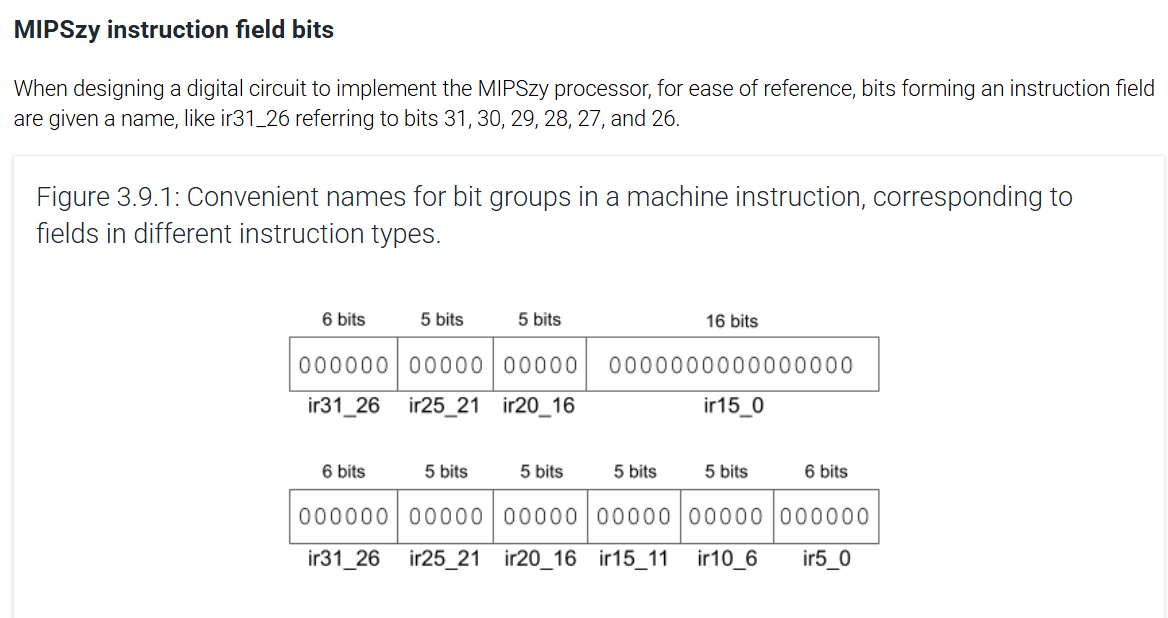 MIPSzy instruction field bits
When designing a digital circuit to implement the MIPSzy processor, for ease of reference, bits forming an instruction field
are given a name, like ir31_26 referring to bits 31, 30, 29, 28, 27, and 26.
Figure 3.9.1: Convenient names for bit groups in a machine instruction, corresponding to
fields in different instruction types.
6 bits 5 bits 5 bits 16 bits
000000 00000 00000 0000000000000000
ir31_26 ir25_21 ir20_16 ir15_0
6 bits 5 bits 5 bits 5 bits 5 bits 6 bits
000000 00000 00000 00000 00000 000000
ir31_26 ir25_21 ir20_16 ir15_11 ir10_6 ir5_0